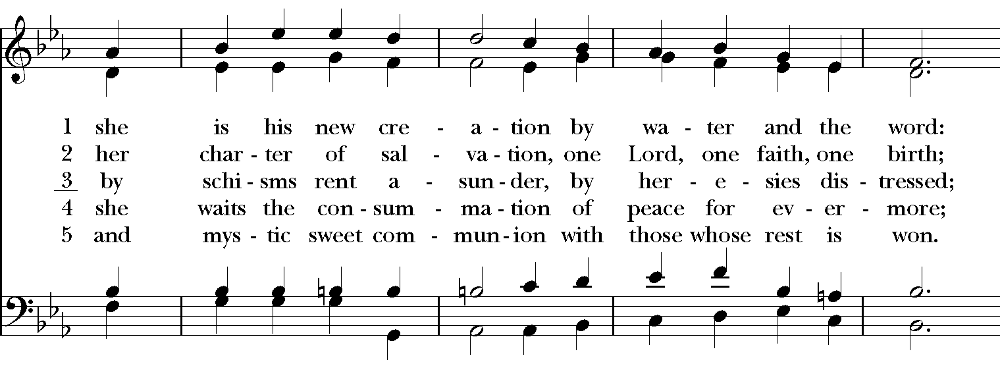 1 she is his new cre - a - tion by wa - ter and the word:
2 her char - ter of sal - va - tion, one Lord, one faith, one birth;
3 by schi - sms rent a - sun - der, by her - e - sies dis - tressed;
4 she waits the con - sum - ma - tion of peace for ev - er - more;
5 and mys - tic sweet com - mun - ion with those whose rest is won.